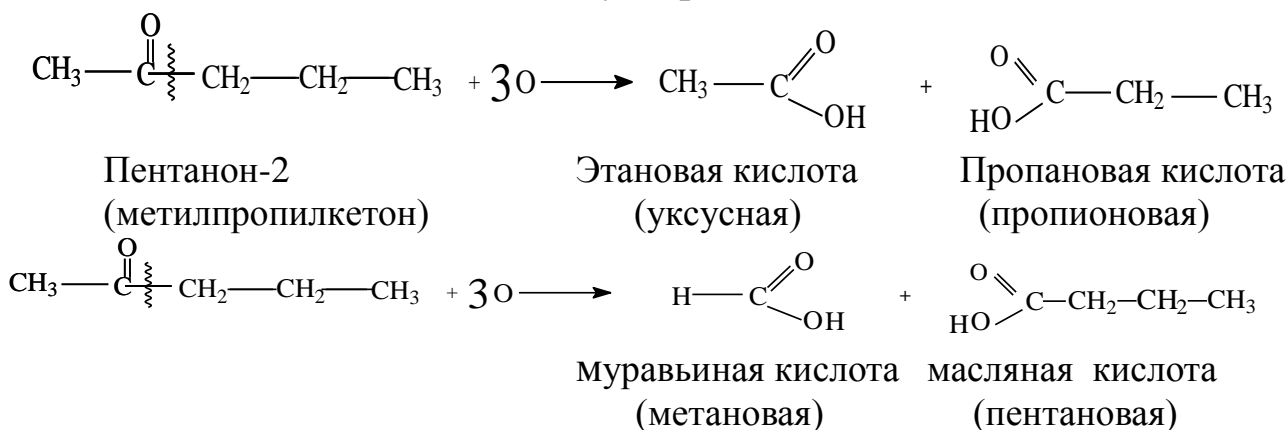 O O O
CH₃—C—CH₂—CH₂—CH₃ + 3O → CH₃—C + C—CH₂—CH₃
OH HO
Пентанон-2 Этановая кислота Пропановая кислота
(метилпропилкетон) (уксусная) (пропионовая)
O O O
CH₃—C—CH₂—CH₂—CH₃ + 3O → H—C + C—CH₂—CH₂—CH₃
OH HO
муравьиная кислота масляная кислота
(метановая) (пентановая)